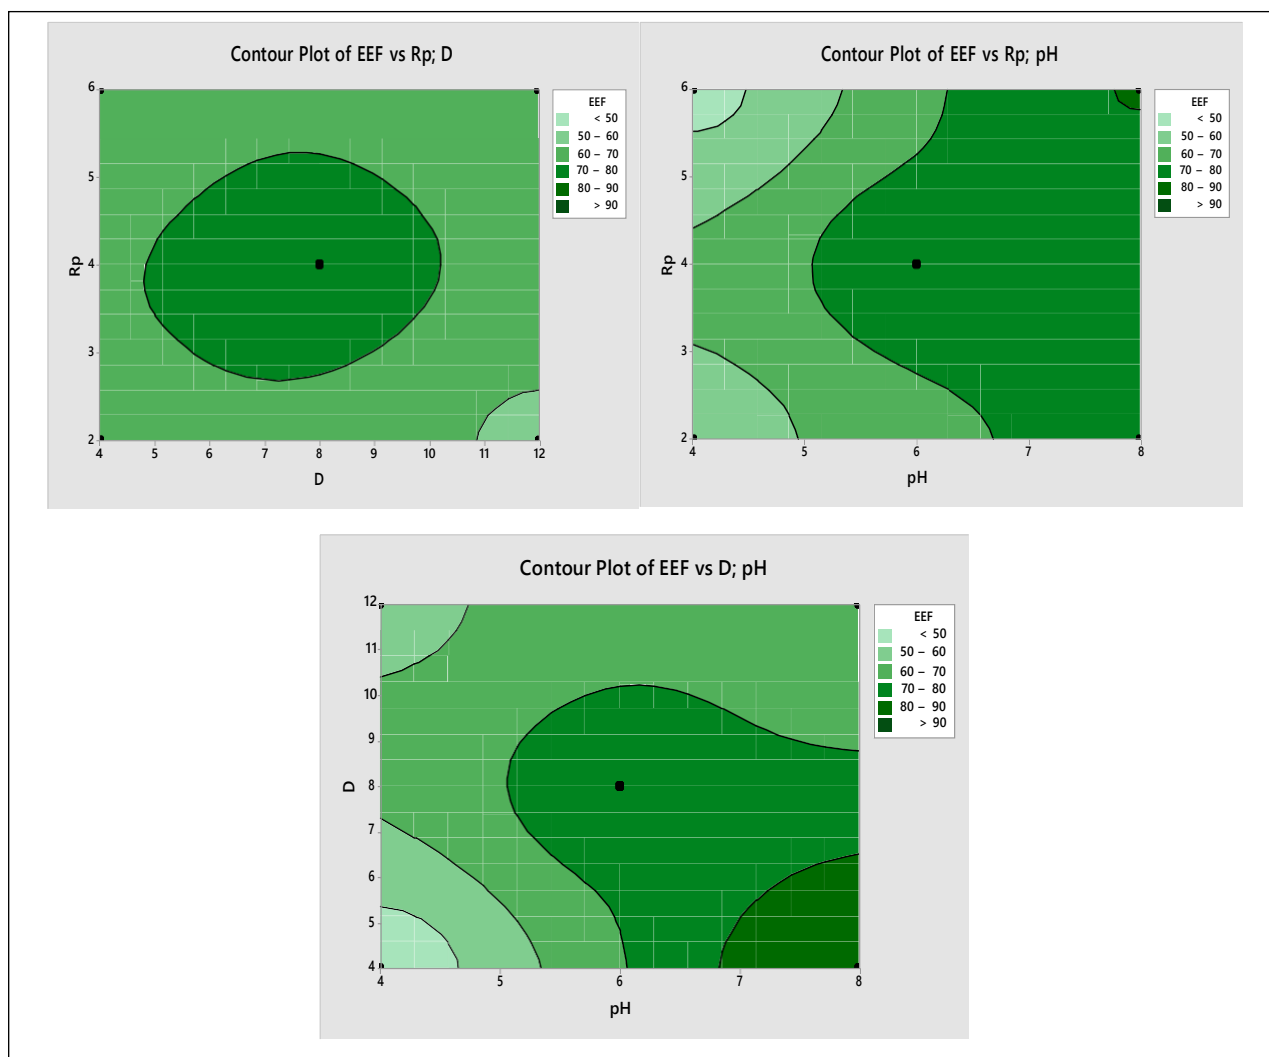 Contour Plot of EEF vs Rp; D
6
5
Rp
4
3
2
4 5 6 7 8 9 10 11 12
D
EEF
< 50
50 – 60
60 – 70
70 – 80
80 – 90
> 90
Contour Plot of EEF vs Rp; pH
6
5
Rp
4
3
2
4 5 6 7 8
pH
EEF
< 50
50 – 60
60 – 70
70 – 80
80 – 90
> 90
Contour Plot of EEF vs D; pH
12
11
10
9
D
8
7
6
5
4
4 5 6 7 8
pH
EEF
< 50
50 – 60
60 – 70
70 – 80
80 – 90
> 90